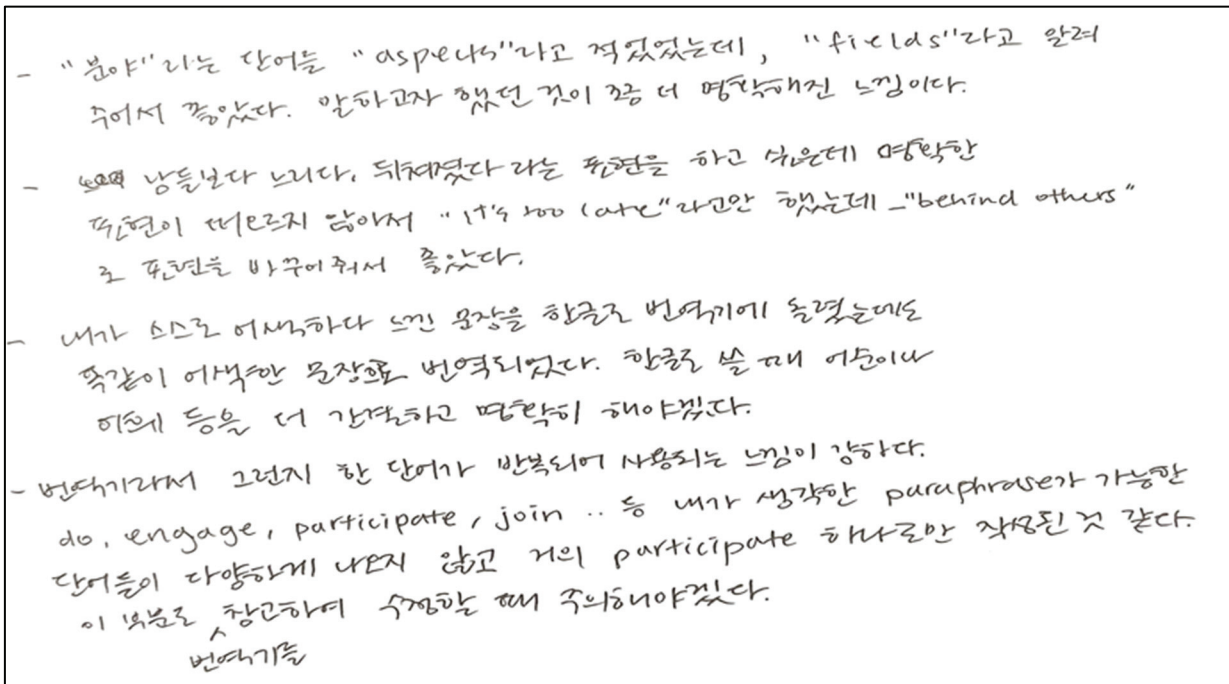 - "분야"라는 단어를 "aspects"라고 적었었는데, "fields"라고 알려
주어서 좋았다. 말하고자 했던 것이 조금 더 명확해진 느낌이다.
- 남들보다 느리다, 뒤쳐졌다 라는 표현을 하고 싶은데 명확한
표현이 떠오르지 않아서 "it's too late"라고만 했는데 - "behind others"
로 표현을 바꾸어 줘서 좋았다.
- 내가 스스로 어색하다 느낀 문장을 한글로 번역기에 돌렸는데도
똑같이 어색한 문장으로 번역되었다. 한글로 쓸 때 어순이나
어휘 등을 더 간결하고 명확히 해야겠다.
- 번역기라서 그런지 한 단어가 반복되어 사용되는 느낌이 강하다.
do, engage, participate, join .. 등 내가 생각한 paraphrase가 가능한
단어들이 다양하게 나오지 않고 거의 participate 하나로만 작성된 것 같다.
이 부분도 참고하여 수정할 때 주의해야겠다.
번역기를